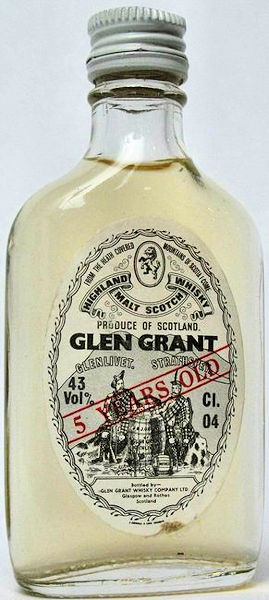 FROM THE HEATH COVERED MOUNTAINS OF SCOTIA I COME
HIGHLAND WHISKY
MALT SCOTCH
PRODUCE OF SCOTLAND.
GLEN GRANT
GLENLIVET.
43
Vol%
Cl.
04
5 YEARS OLD
Bottled by—
GLEN GRANT WHISKY COMPANY LTD.
Glasgow and Rothes
Scotland